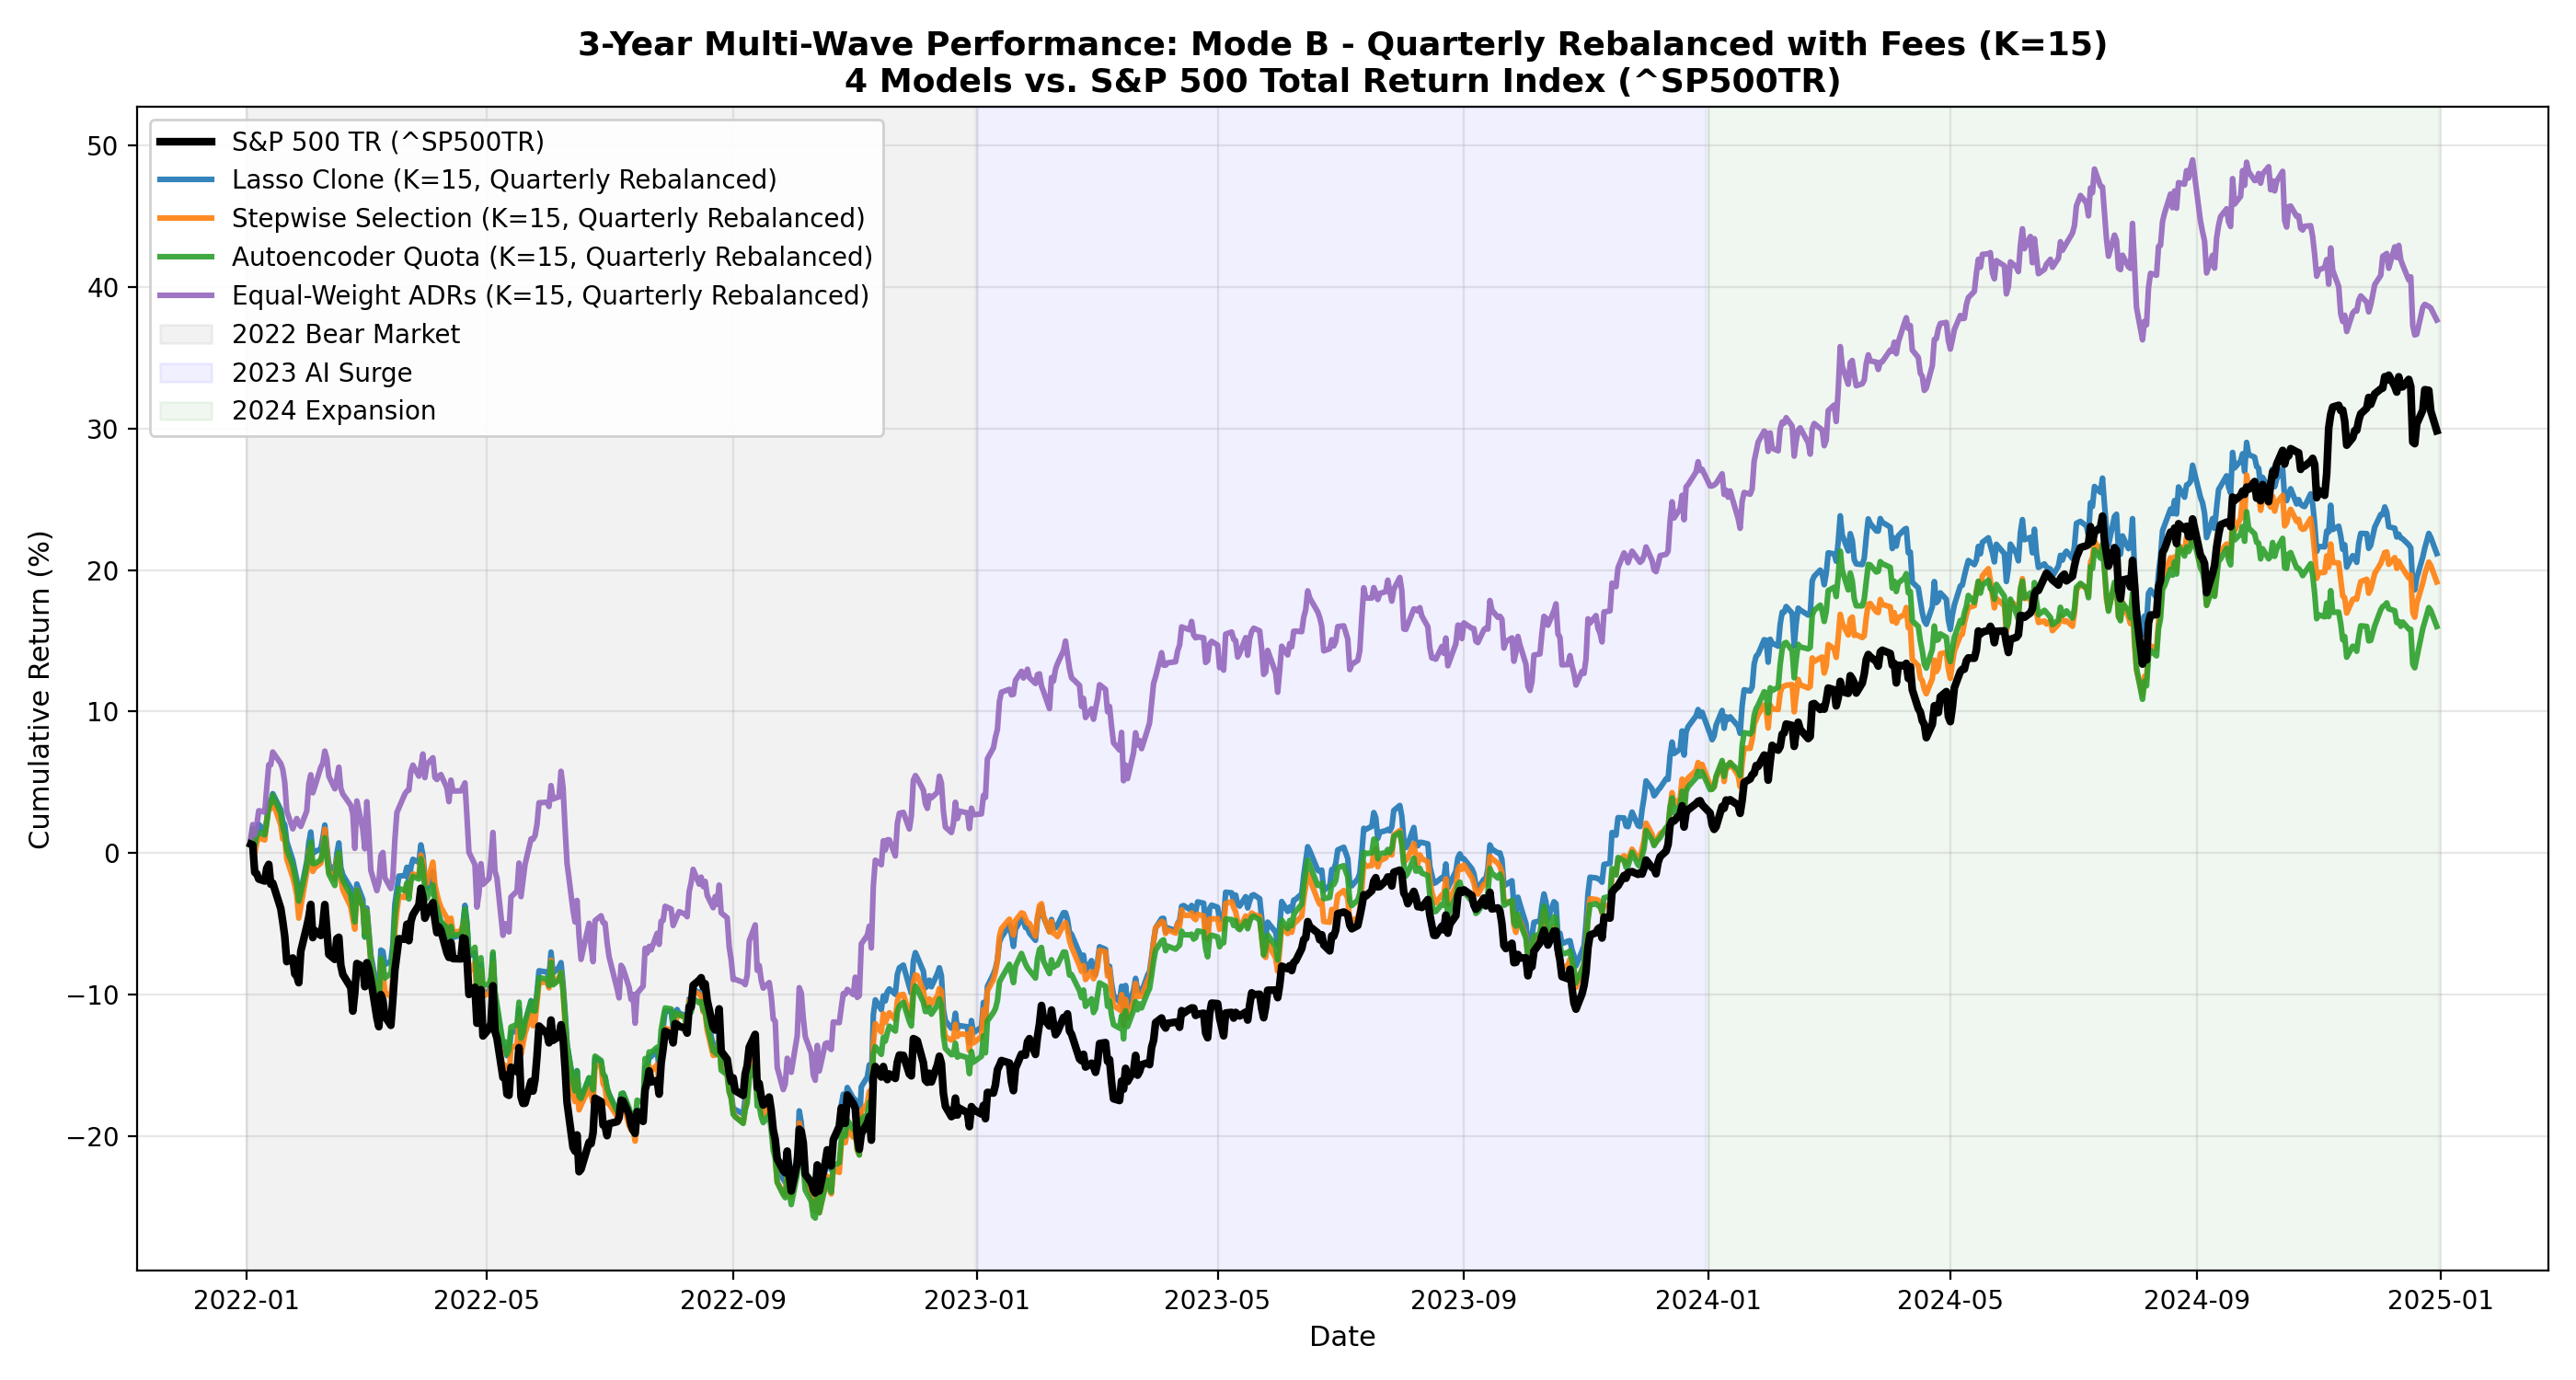 3-Year Multi-Wave Performance: Mode B - Quarterly Rebalanced with Fees (K=15)
4 Models vs. S&P 500 Total Return Index (^SP500TR)
S&P 500 TR (^SP500TR)
Lasso Clone (K=15, Quarterly Rebalanced)
Stepwise Selection (K=15, Quarterly Rebalanced)
Autoencoder Quota (K=15, Quarterly Rebalanced)
Equal-Weight ADRs (K=15, Quarterly Rebalanced)
2022 Bear Market
2023 AI Surge
2024 Expansion
Cumulative Return (%)
50
40
30
20
10
0
−10
−20
2022-01
2022-05
2022-09
2023-01
2023-05
2023-09
2024-01
2024-05
2024-09
2025-01
Date